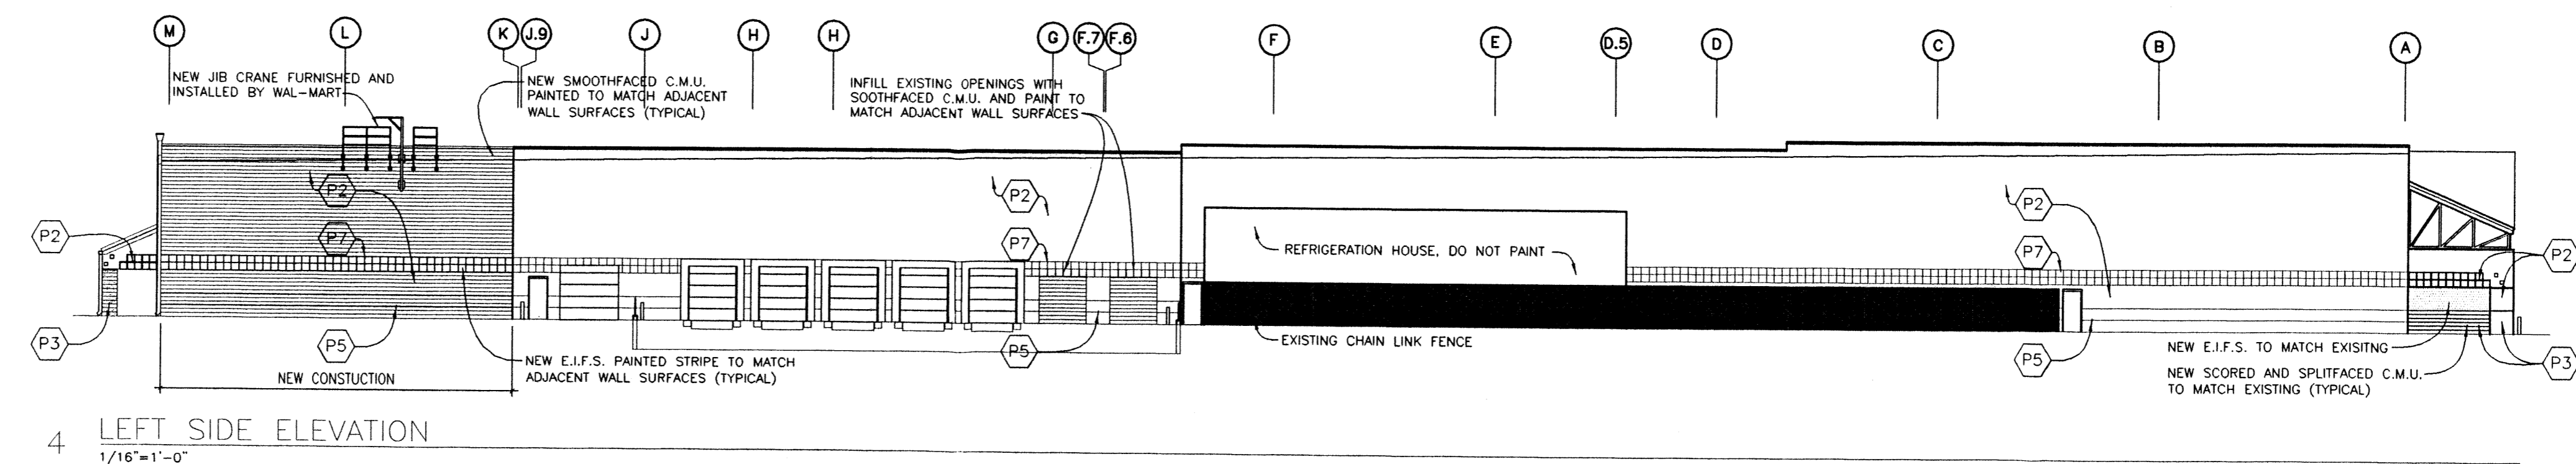 M
L
K
J.9
J
H
H
G
F.7
F.6
F
E
D.5
D
C
B
A
NEW JIB CRANE FURNISHED AND
INSTALLED BY WAL-MART
NEW SMOOTHFACED C.M.U.
PAINTED TO MATCH ADJACENT
WALL SURFACES (TYPICAL)
INFILL EXISTING OPENINGS WITH
SOOTHFACED C.M.U. AND PAINT TO
MATCH ADJACENT WALL SURFACES
P2
P2
P2
P2
P7
P7
REFRIGERATION HOUSE, DO NOT PAINT
P7
P2
P3
P5
P5
P5
P3
EXISTING CHAIN LINK FENCE
NEW E.I.F.S. PAINTED STRIPE TO MATCH
ADJACENT WALL SURFACES (TYPICAL)
NEW CONSTUCTION
NEW E.I.F.S. TO MATCH EXISITNG
NEW SCORED AND SPLITFACED C.M.U.
TO MATCH EXISTING (TYPICAL)
4 LEFT SIDE ELEVATION
1/16"=1'-0"